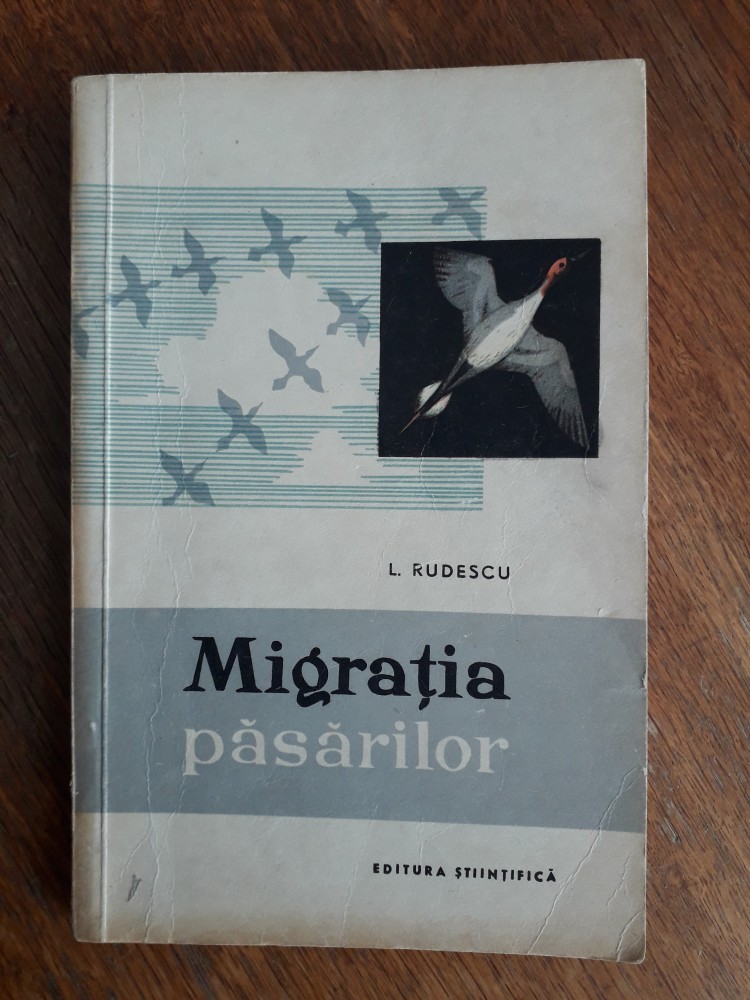 L. RUDESCU
Migrația
păsărilor
EDITURA ȘTIINȚIFICĂ